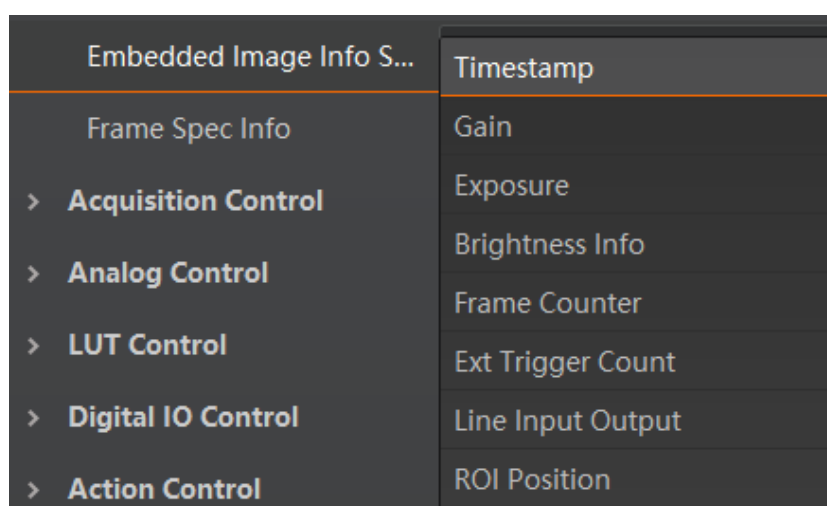 Embedded Image Info S...
Frame Spec Info
Acquisition Control
Analog Control
LUT Control
Digital IO Control
Action Control
Timestamp
Gain
Exposure
Brightness Info
Frame Counter
Ext Trigger Count
Line Input Output
ROI Position